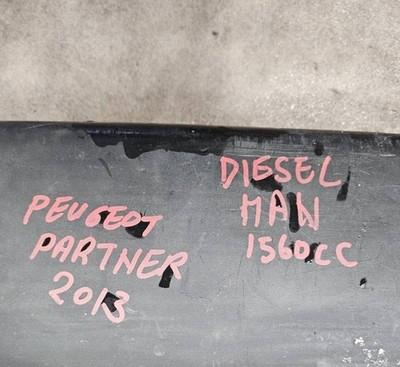 PEUGEOT
PARTNER
2013
DIESEL
MAN
1560CC